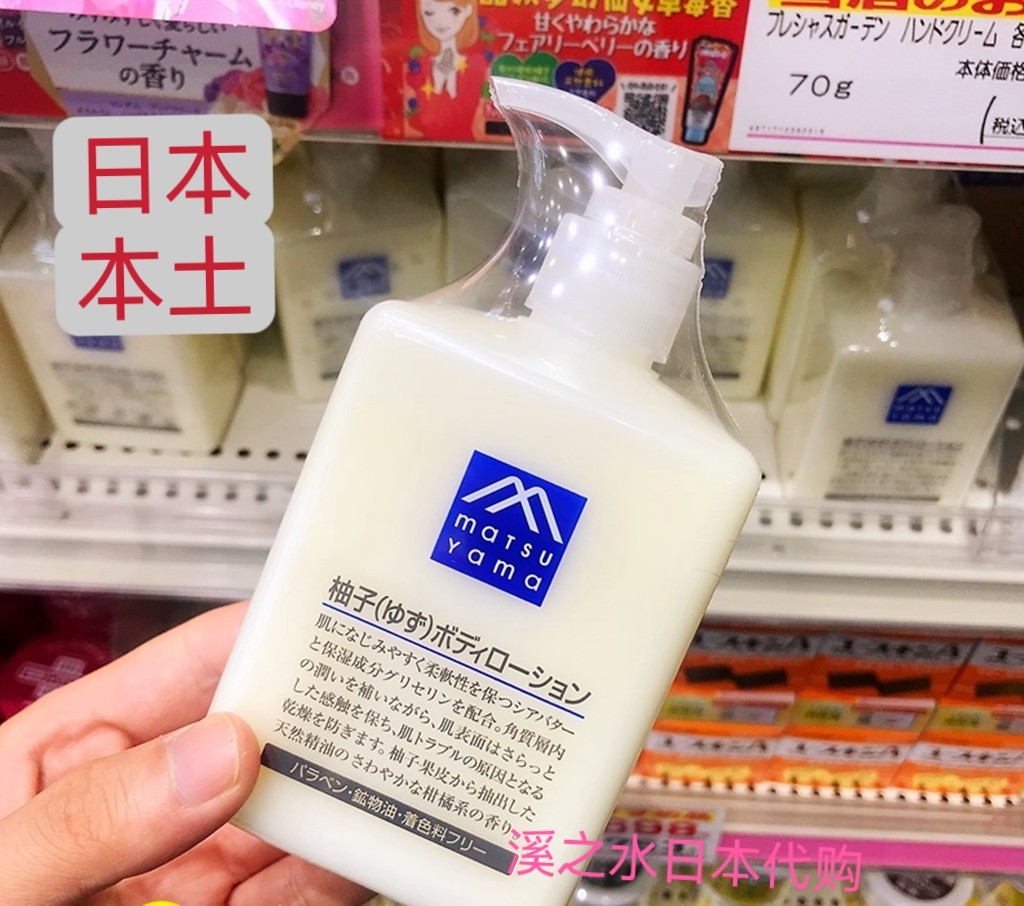 フラワーチャーム
の香り
甘くやわらかな
フェアリーベリーの香り
プレシャスガーデン ハンドクリーム
本体価格
70g
(税込
日本
本土
matsu
yama
柚子(ゆず)ボディローション
肌になじみやすく柔軟性を保つシアバター
と保湿成分グリセリンを配合。角質層内
の潤いを補いながら、肌表面はさらっと
した感触を保ち、肌トラブルの原因となる
乾燥を防ぎます。柚子果皮から抽出した
天然精油のさわやかな柑橘系の香り。
パラベン・鉱物油・着色料フリー
溪之水日本代购